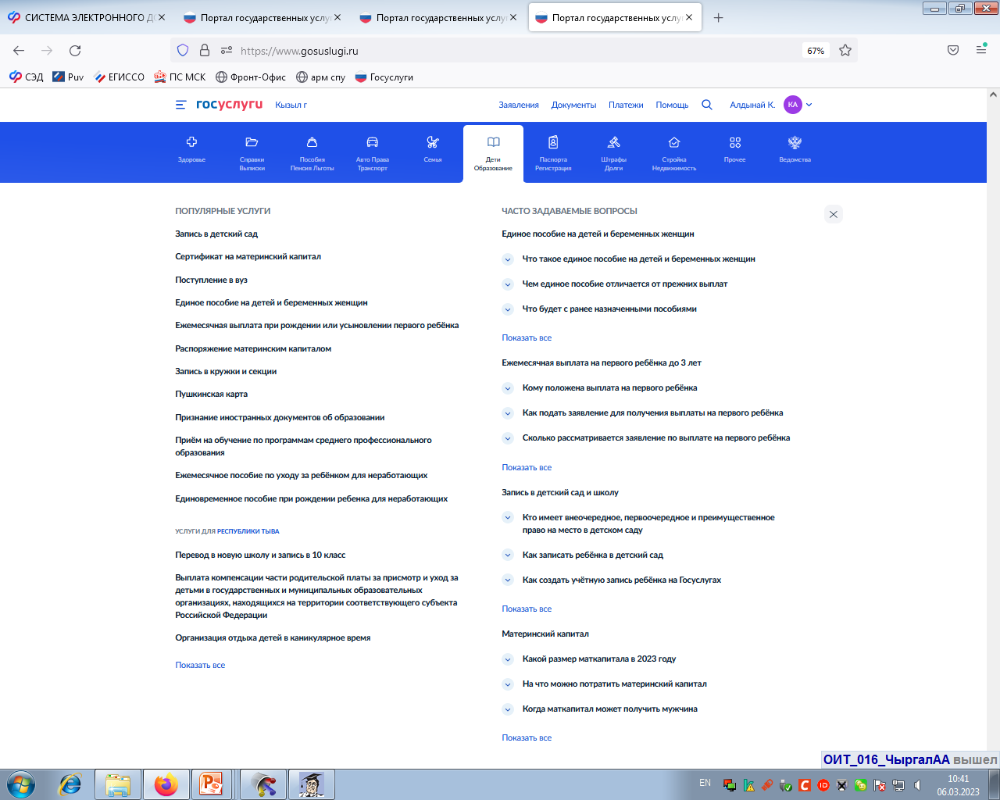 СИСТЕМА ЭЛЕКТРОННОГО Д
Портал государственных услуг
Портал государственных услуг
Портал государственных услуг
https://www.gosuslugi.ru
67%
СЭД
Puv
ЕГИССО
ПС МСК
Фронт-Офис
арм спу
Госуслуги
госуслуги
Кызыл г
Заявления
Документы
Платежи
Помощь
Алдынай К.
КА
Здоровье
Справки
Выписки
Пособия
Пенсия Льготы
Авто Права
Транспорт
Семья
Дети
Образование
Паспорта
Регистрация
Штрафы
Долги
Стройка
Недвижимость
Прочее
Ведомства
ПОПУЛЯРНЫЕ УСЛУГИ
Запись в детский сад
Сертификат на материнский капитал
Поступление в вуз
Единое пособие на детей и беременных женщин
Ежемесячная выплата при рождении или усыновлении первого ребёнка
Распоряжение материнским капиталом
Запись в кружки и секции
Пушкинская карта
Признание иностранных документов об образовании
Приём на обучение по программам среднего профессионального
образования
Ежемесячное пособие по уходу за ребёнком для неработающих
Единовременное пособие при рождении ребенка для неработающих
УСЛУГИ ДЛЯ РЕСПУБЛИКИ ТЫВА
Перевод в новую школу и запись в 10 класс
Выплата компенсации части родительской платы за присмотр и уход за
детьми в государственных и муниципальных образовательных
организациях, находящихся на территории соответствующего субъекта
Российской Федерации
Организация отдыха детей в каникулярное время
Показать все
ЧАСТО ЗАДАВАЕМЫЕ ВОПРОСЫ
Единое пособие на детей и беременных женщин
Что такое единое пособие на детей и беременных женщин
Чем единое пособие отличается от прежних выплат
Что будет с ранее назначенными пособиями
Показать все
Ежемесячная выплата на первого ребёнка до 3 лет
Кому положена выплата на первого ребёнка
Как подать заявление для получения выплаты на первого ребёнка
Сколько рассматривается заявление по выплате на первого ребёнка
Показать все
Запись в детский сад и школу
Кто имеет внеочередное, первоочередное и преимущественное
право на место в детском саду
Как записать ребёнка в детский сад
Как создать учётную запись ребёнка на Госуслугах
Показать все
Материнский капитал
Какой размер маткапитала в 2023 году
На что можно потратить материнский капитал
Когда маткапитал может получить мужчина
Показать все
ОИТ_016_ЧыргалАА вышел
EN
10:41
06.03.2023